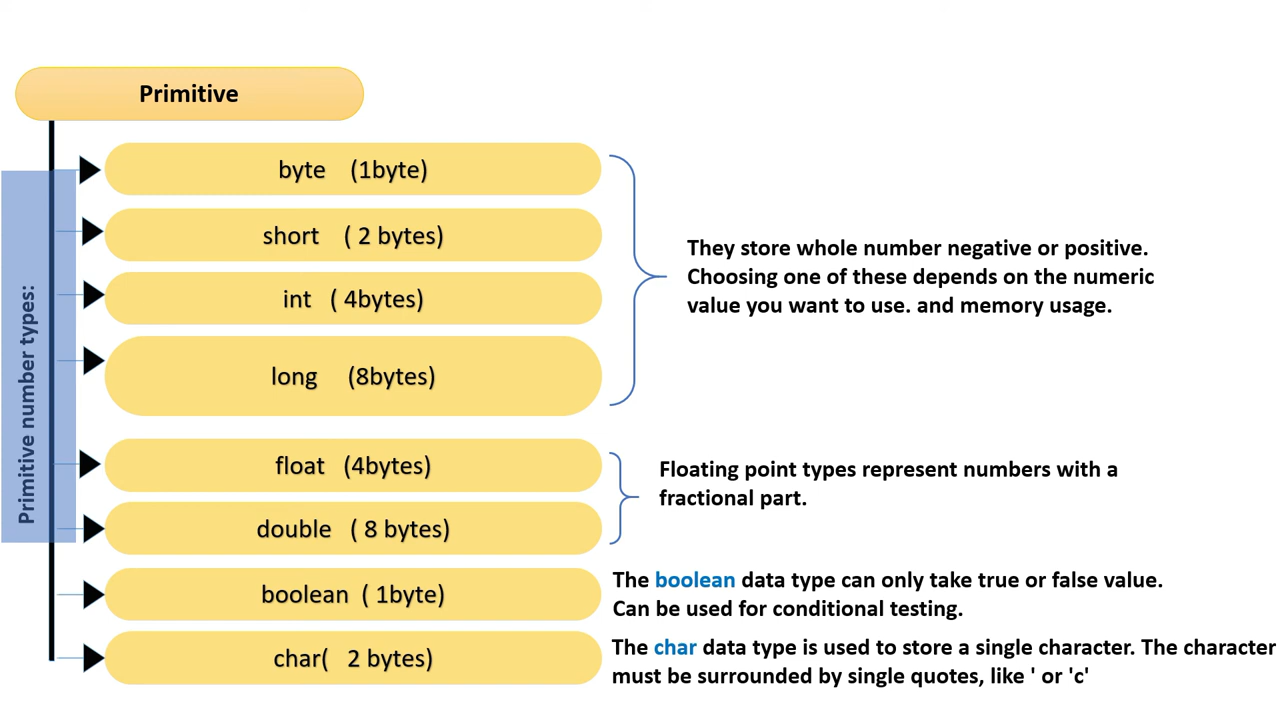 Primitive
Primitive number types:
byte (1byte)
short ( 2 bytes)
int ( 4bytes)
long (8bytes)
They store whole number negative or positive.
Choosing one of these depends on the numeric
value you want to use. and memory usage.
float (4bytes)
double ( 8 bytes)
Floating point types represent numbers with a
fractional part.
boolean ( 1byte)
The boolean data type can only take true or false value.
Can be used for conditional testing.
char( 2 bytes)
The char data type is used to store a single character. The character
must be surrounded by single quotes, like ' or 'c'